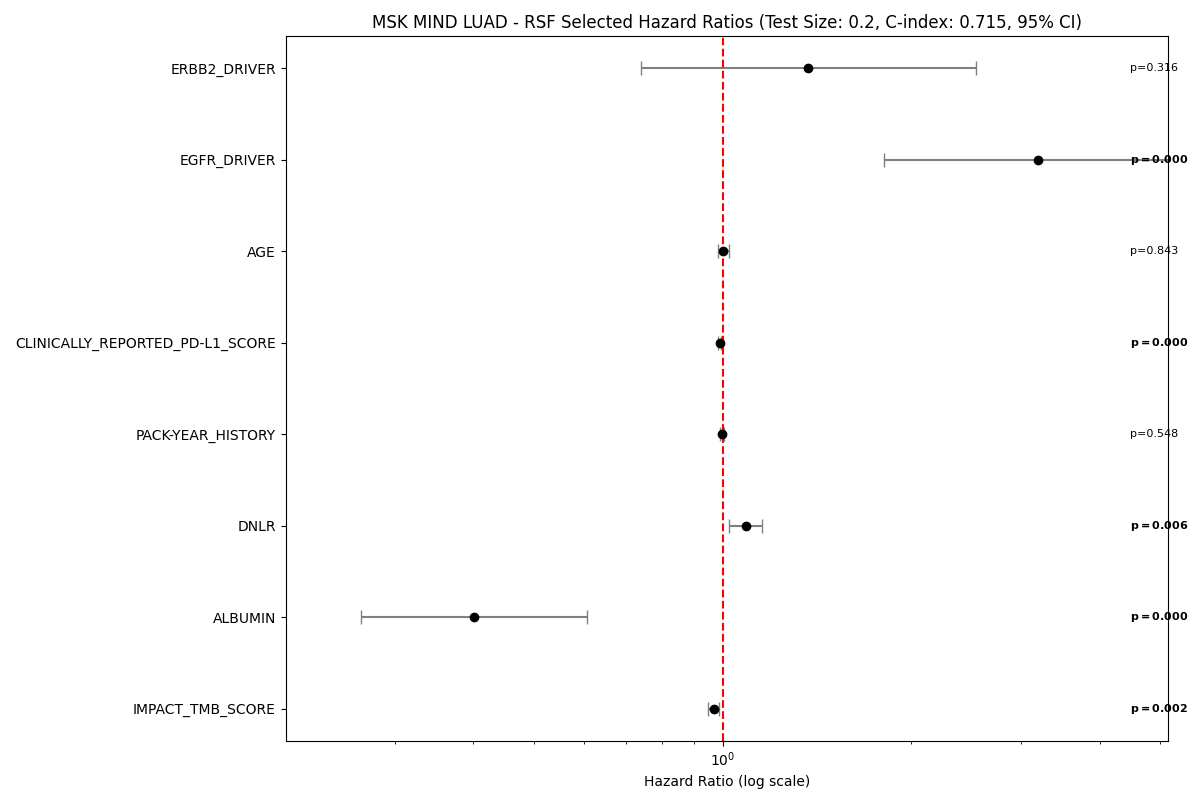 MSK MIND LUAD - RSF Selected Hazard Ratios (Test Size: 0.2, C-index: 0.715, 95% CI)
ERBB2_DRIVER p=0.316
EGFR_DRIVER p=0.000
AGE p=0.843
CLINICALLY_REPORTED_PD-L1_SCORE p=0.000
PACK-YEAR_HISTORY p=0.548
DNLR p=0.006
ALBUMIN p=0.000
IMPACT_TMB_SCORE p=0.002
10⁰
Hazard Ratio (log scale)